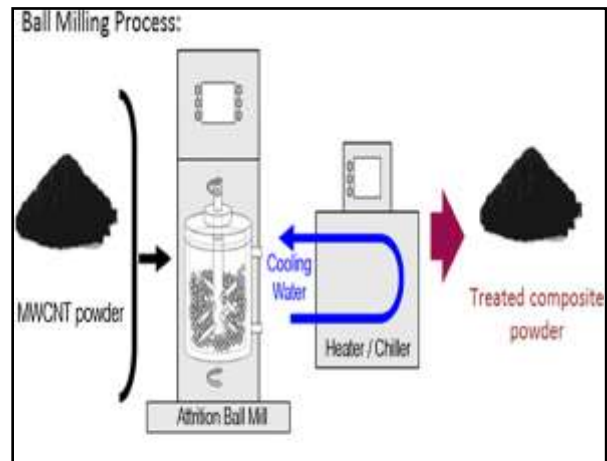 Ball Milling Process:
MWCNT powder
Cooling
Water
Heater / Chiller
Attrition Ball Mill
Treated composite
powder